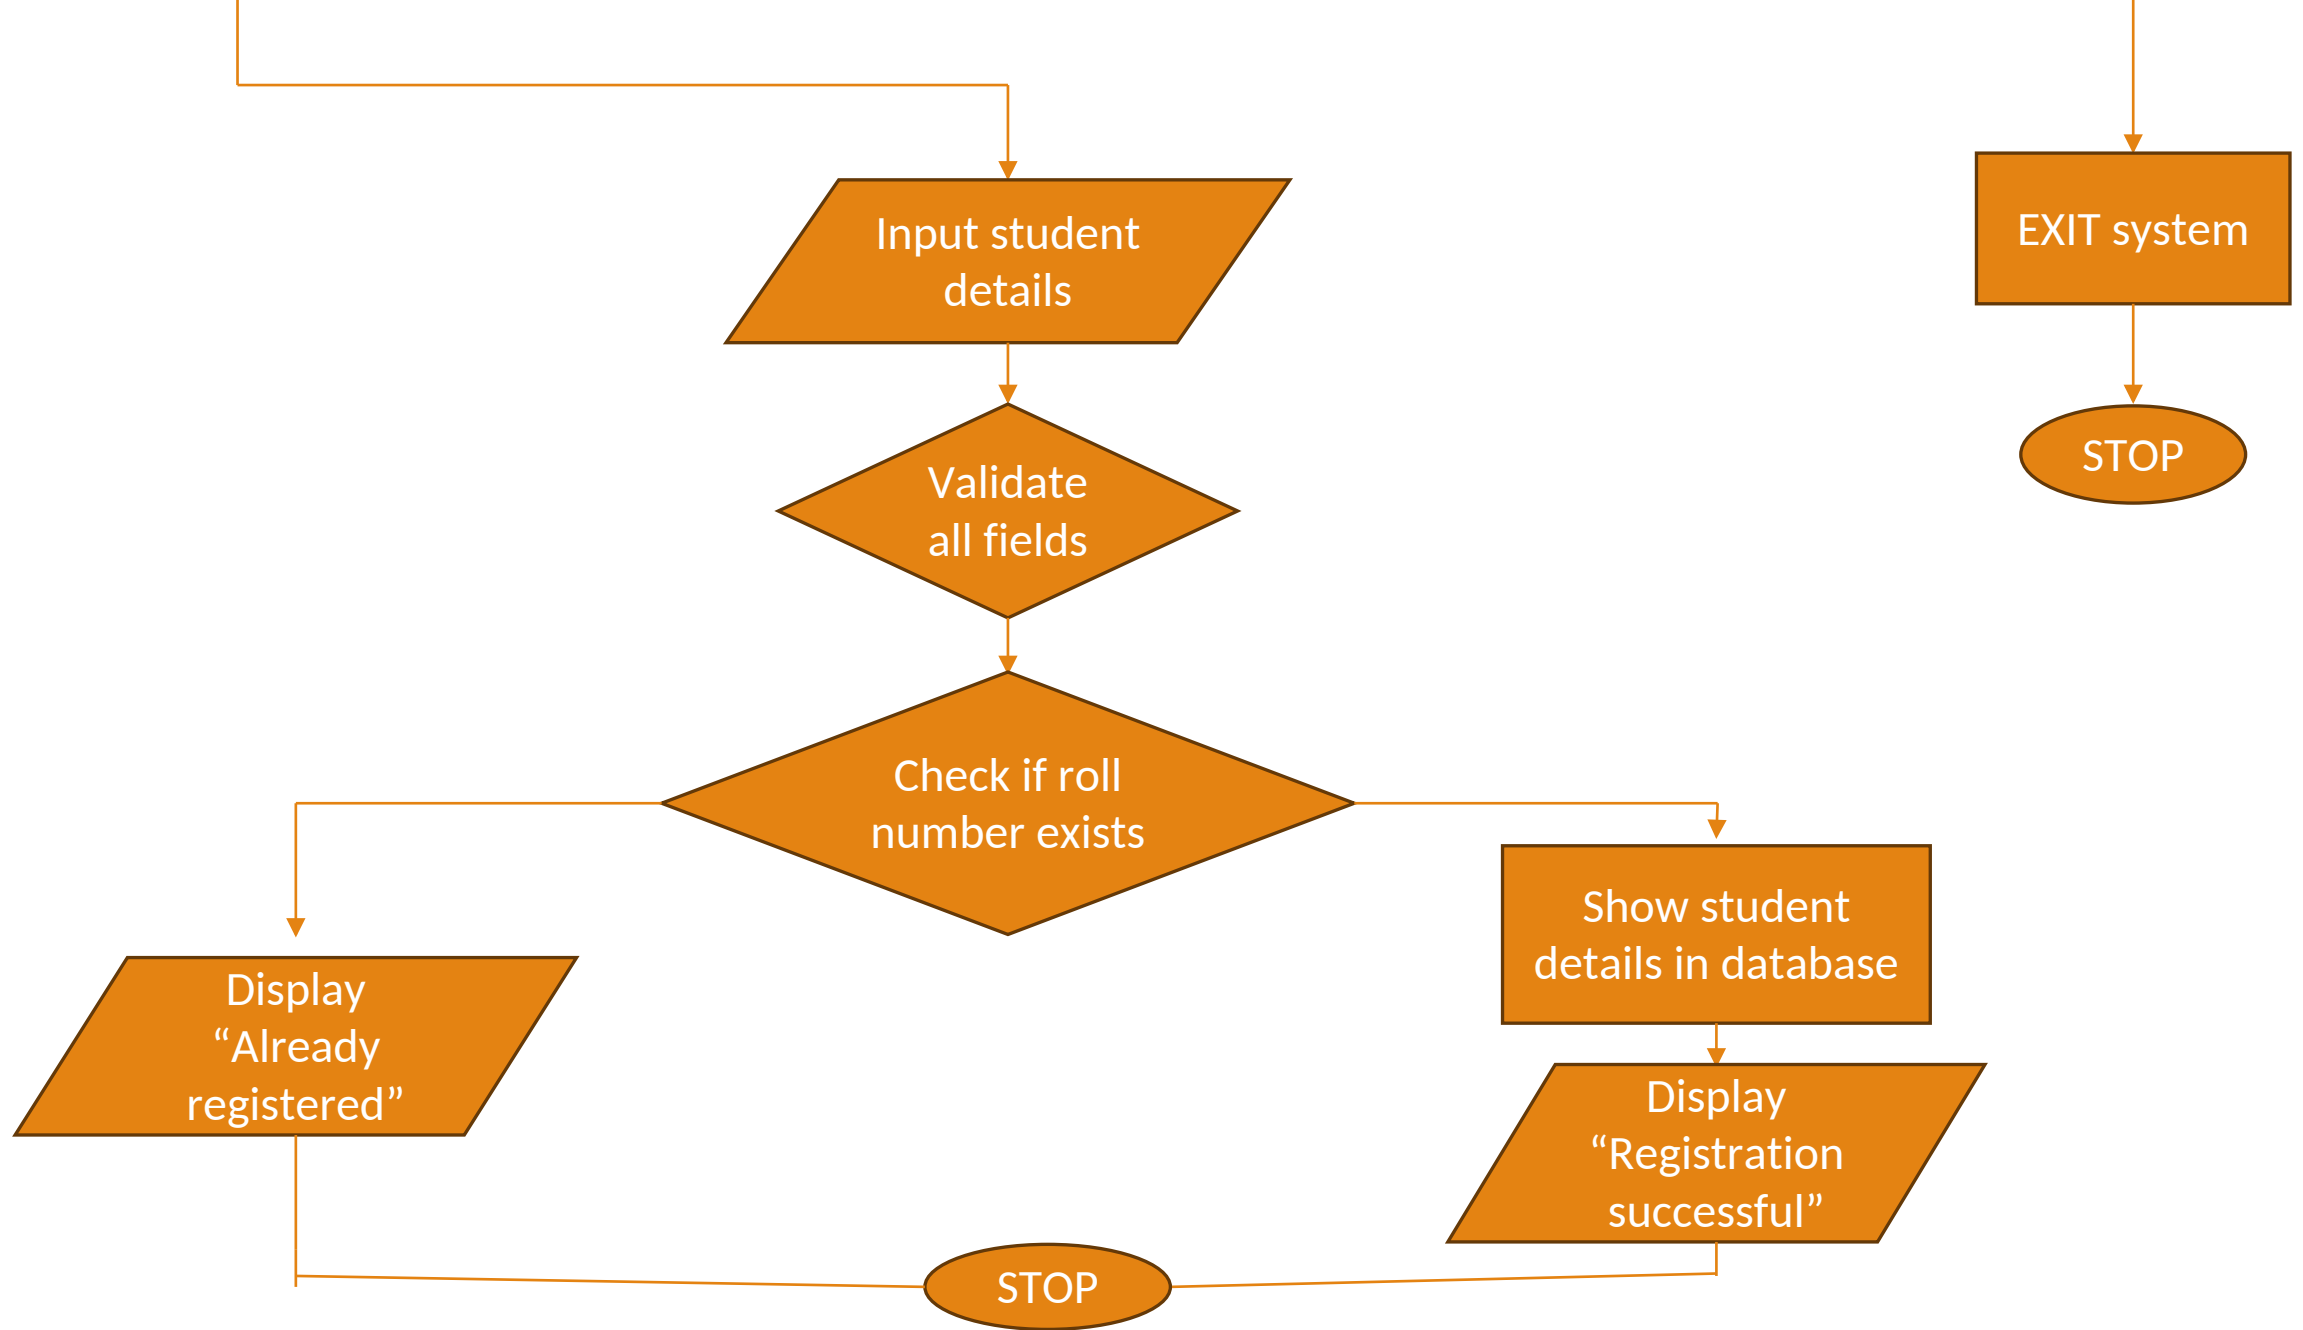 Input student
details
EXIT system
Validate
all fields
STOP
Check if roll
number exists
Show student
details in database
Display
“Already
registered”
Display
“Registration
successful”
STOP